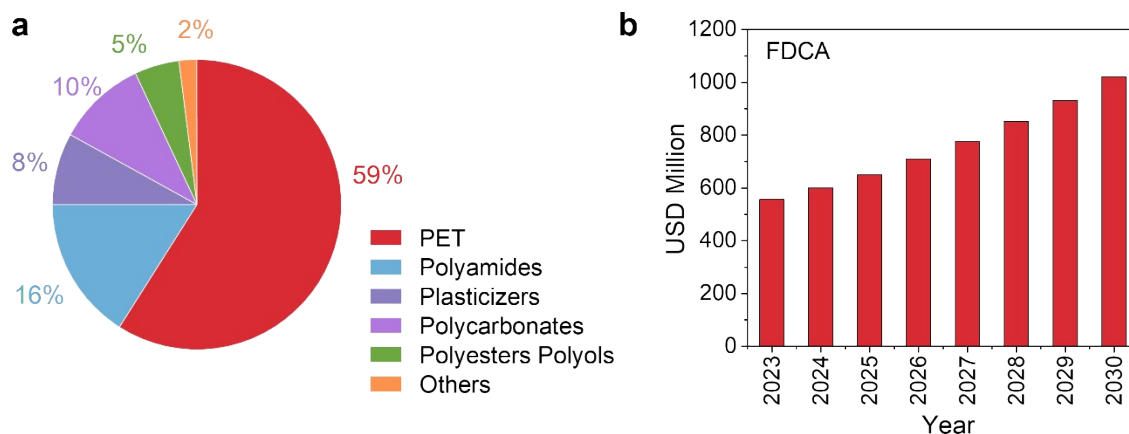 a
2%
5%
10%
8%
59%
16%
PET
Polyamides
Plasticizers
Polycarbonates
Polyesters Polyols
Others
b
1200
FDCA
1000
800
600
400
200
0
USD Million
2023
2024
2025
2026
2027
2028
2029
2030
Year